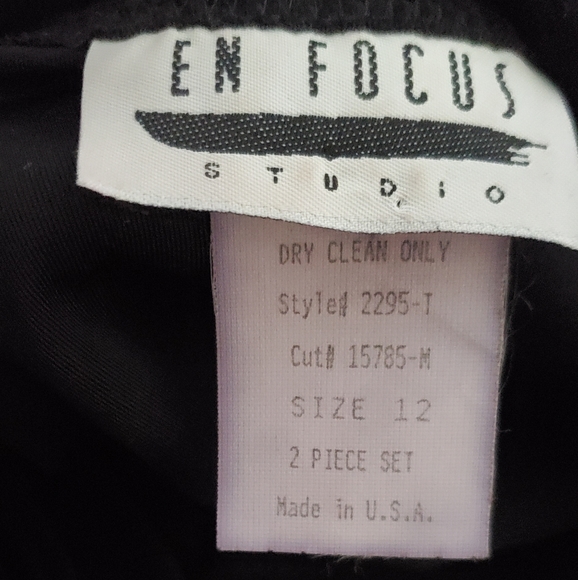 EN FOCUS
STUDIO
DRY CLEAN ONLY
Style# 2295-T
Cut# 15785-M
SIZE 12
2 PIECE SET
Made in U.S.A.